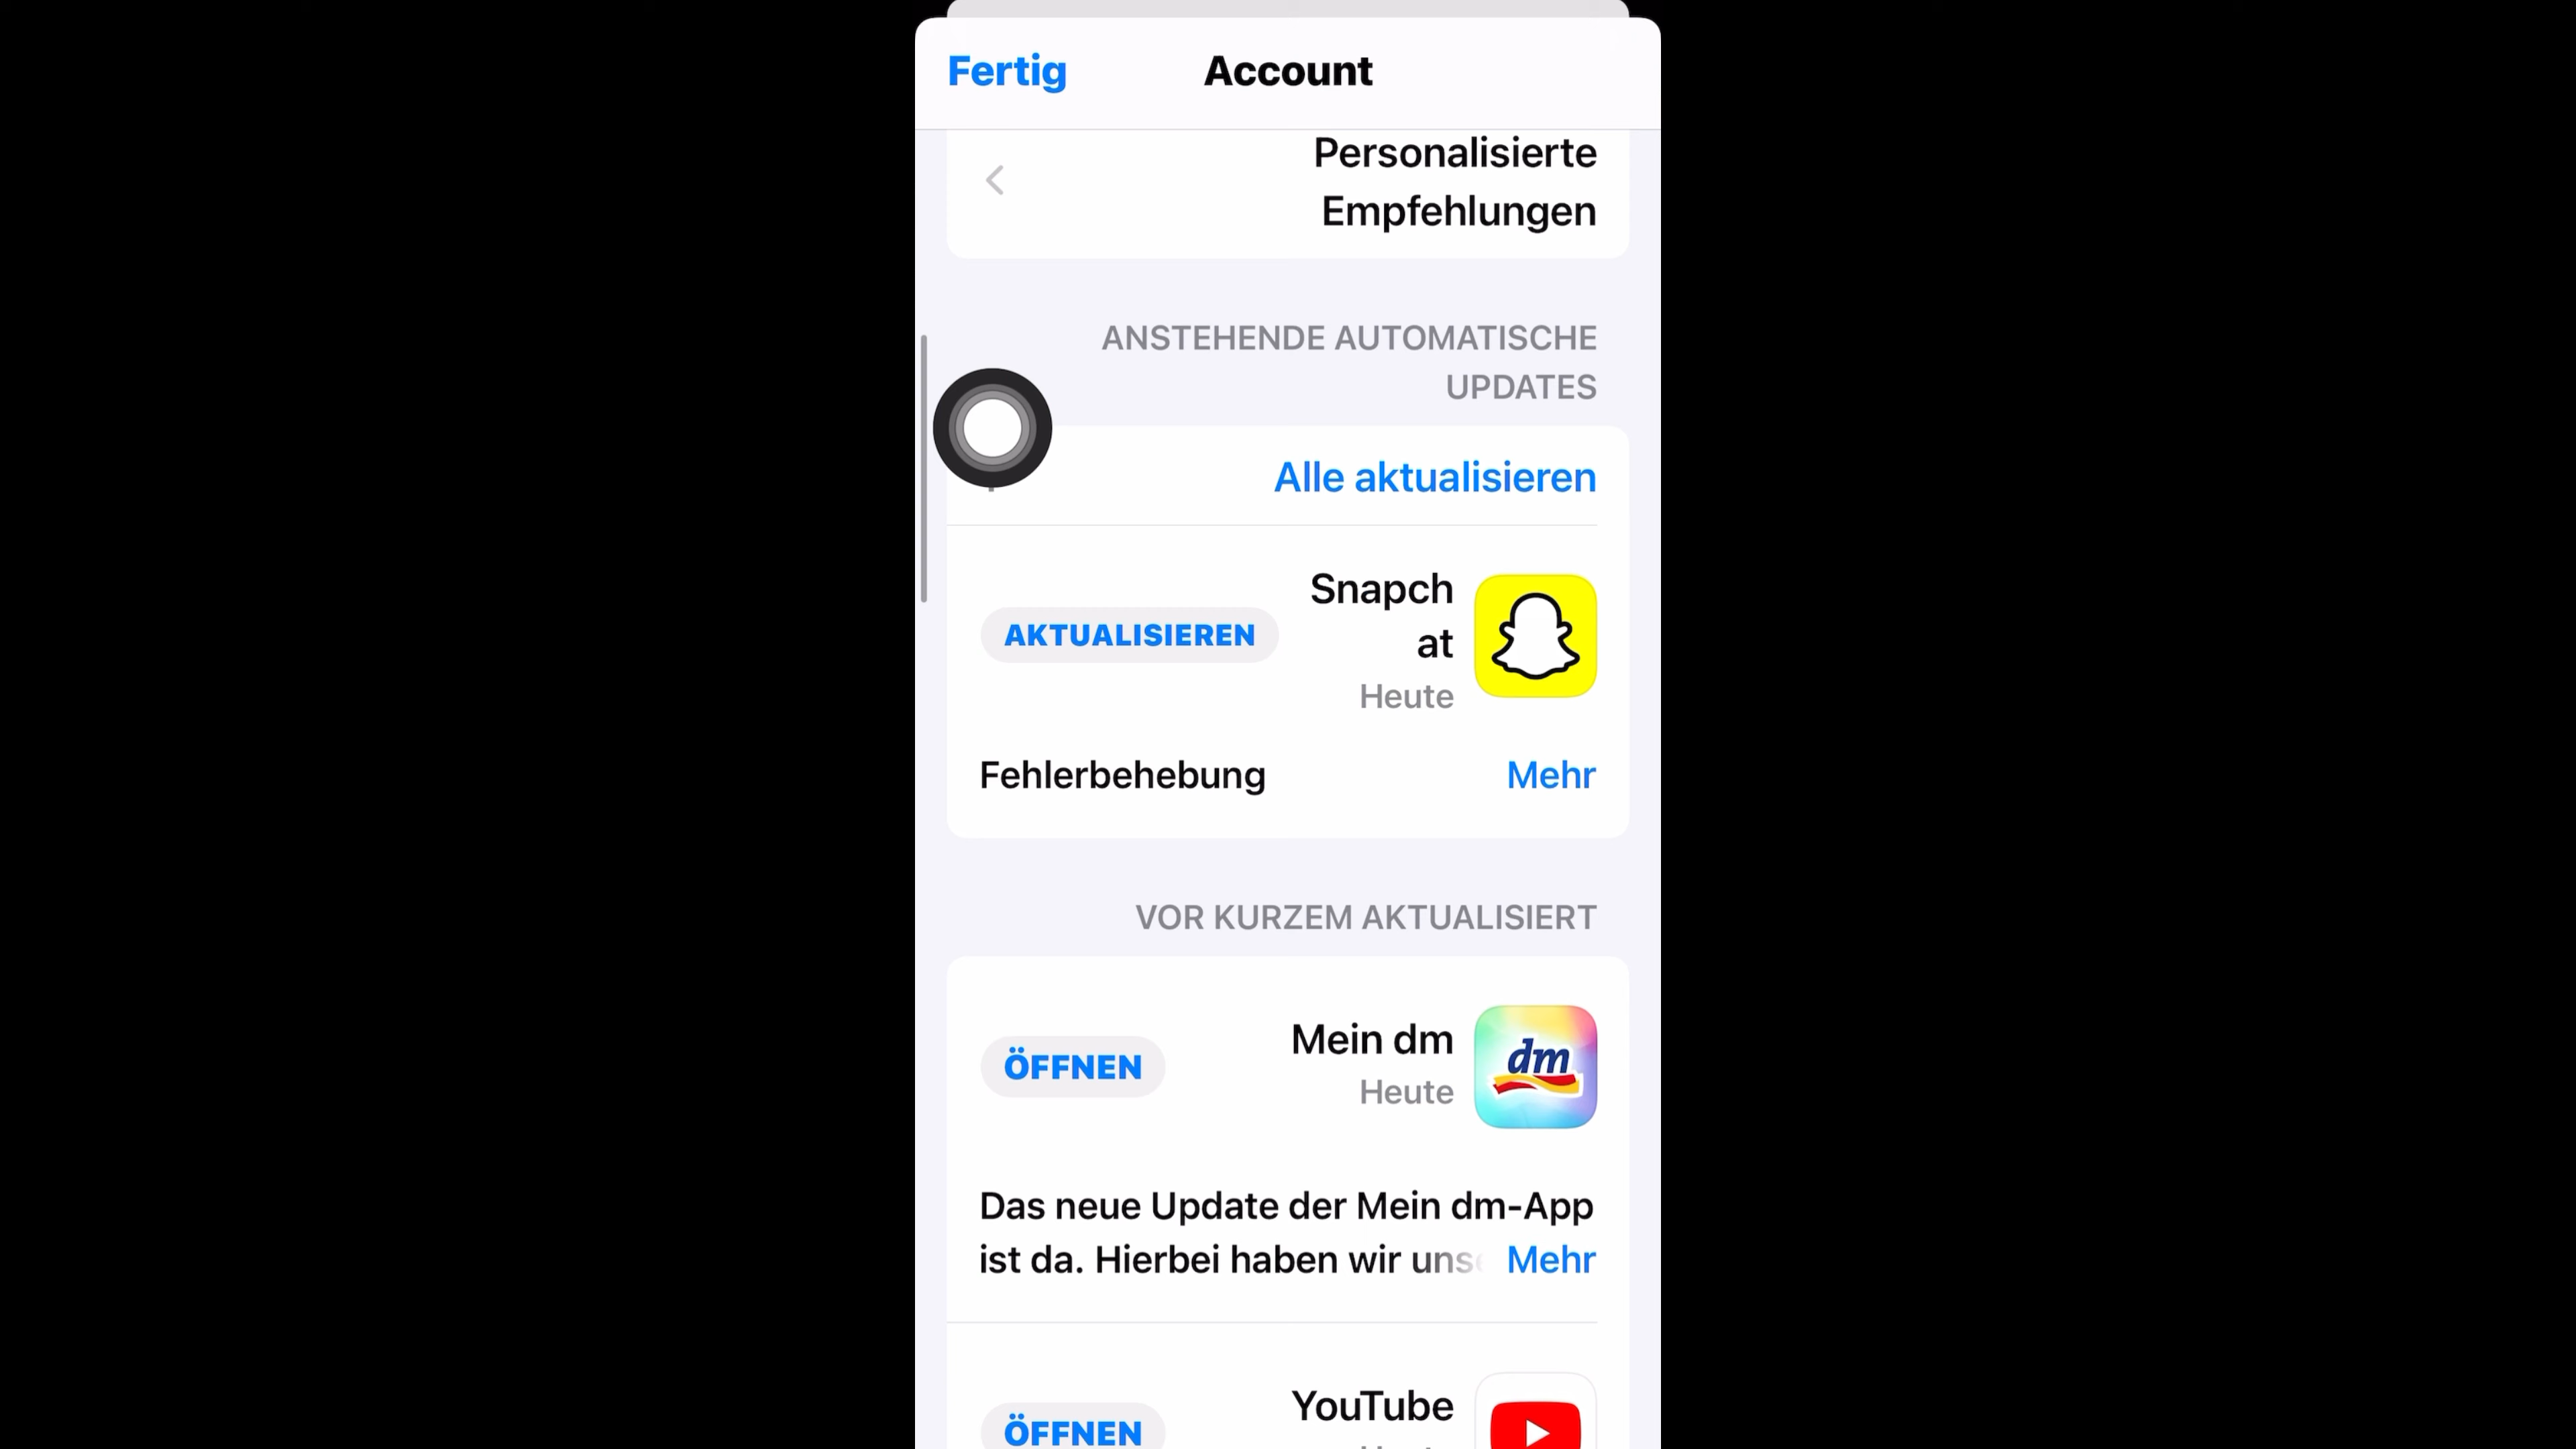 Fertig Account
Personalisierte
Empfehlungen
ANSTEHENDE AUTOMATISCHE
UPDATES
Alle aktualisieren
Snapch
at
AKTUALISIEREN
Heute
Fehlerbehebung Mehr
VOR KURZEM AKTUALISIERT
Mein dm
dm
ÖFFNEN
Heute
Das neue Update der Mein dm-App
ist da. Hierbei haben wir Mehr
YouTube
ÖFFNEN